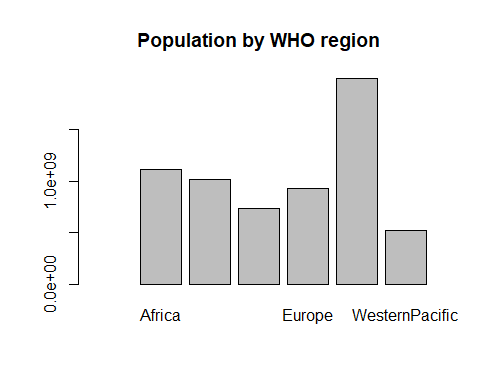 Population by WHO region
1.0e+09
0.0e+00
Africa
Europe
WesternPacific